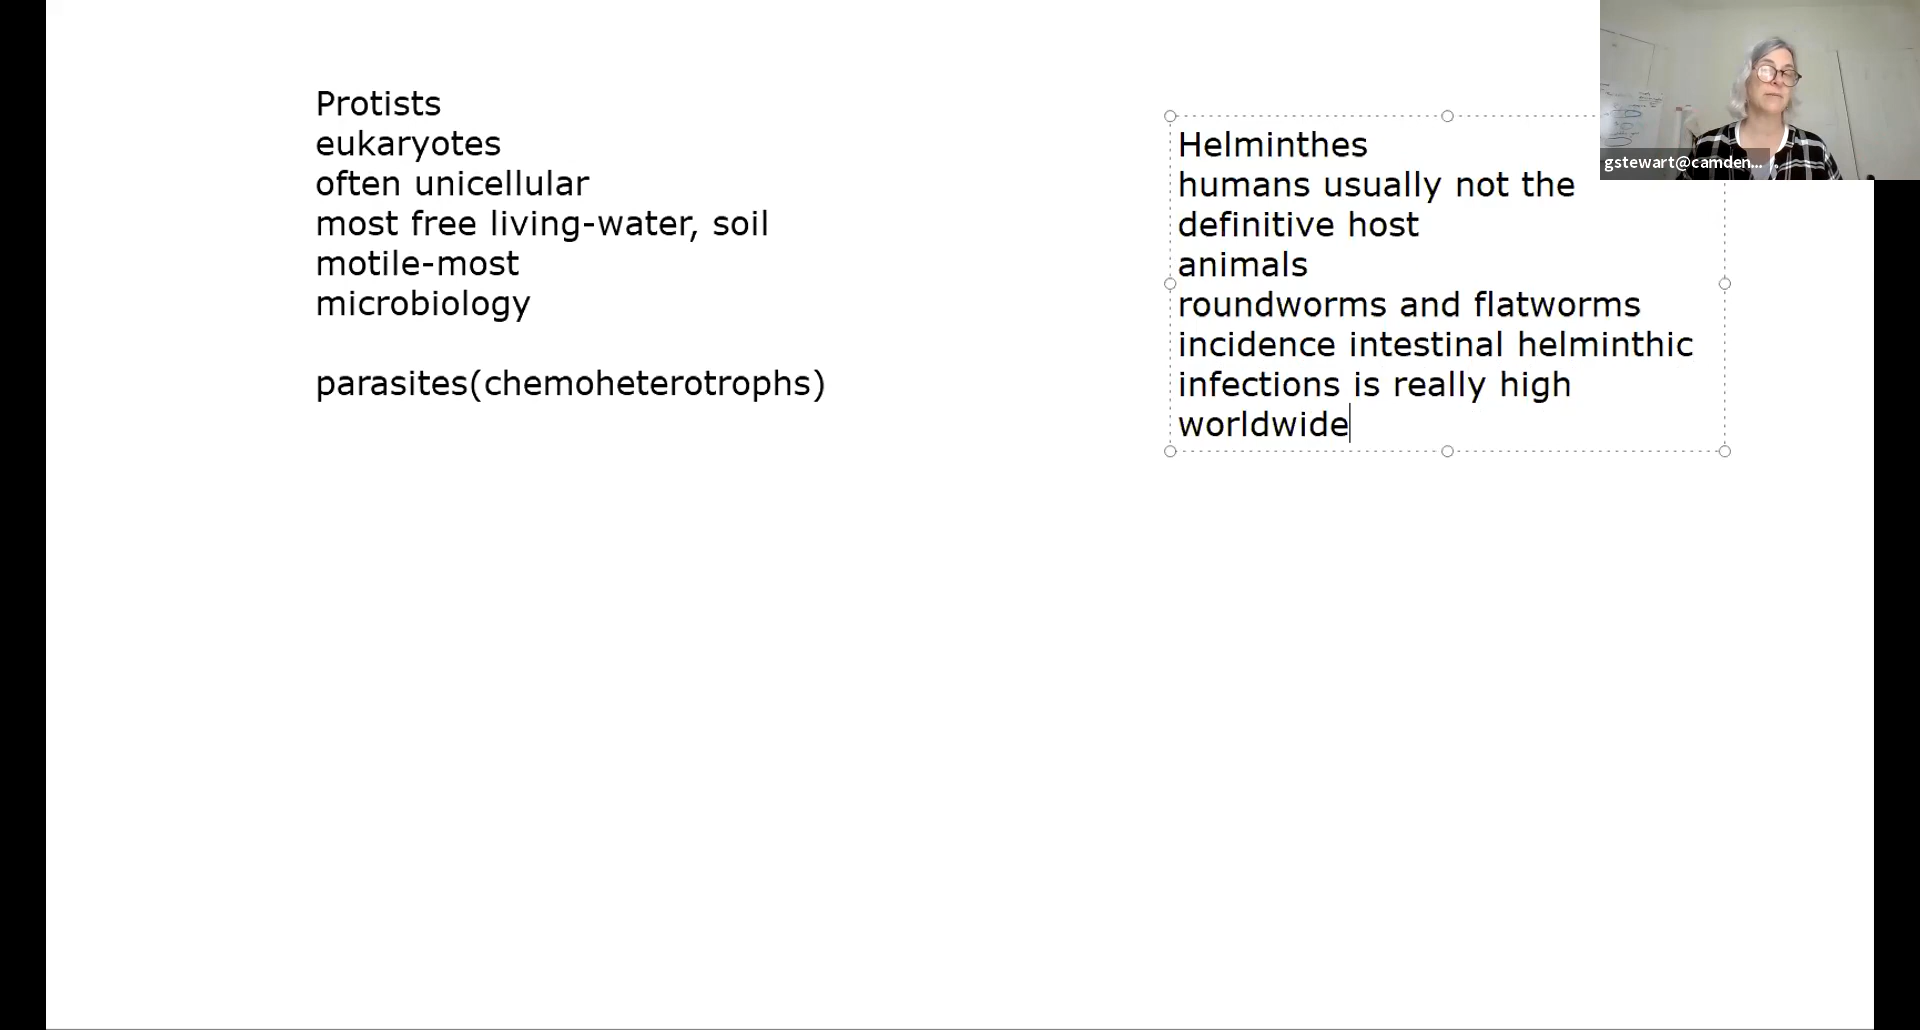 Protists
eukaryotes
often unicellular
most free living-water, soil
motile-most
microbiology
parasites(chemoheterotrophs)
Helminthes
humans usually not the
definitive host
animals
roundworms and flatworms
incidence intestinal helminthic
infections is really high
worldwide
gstewart@camden...